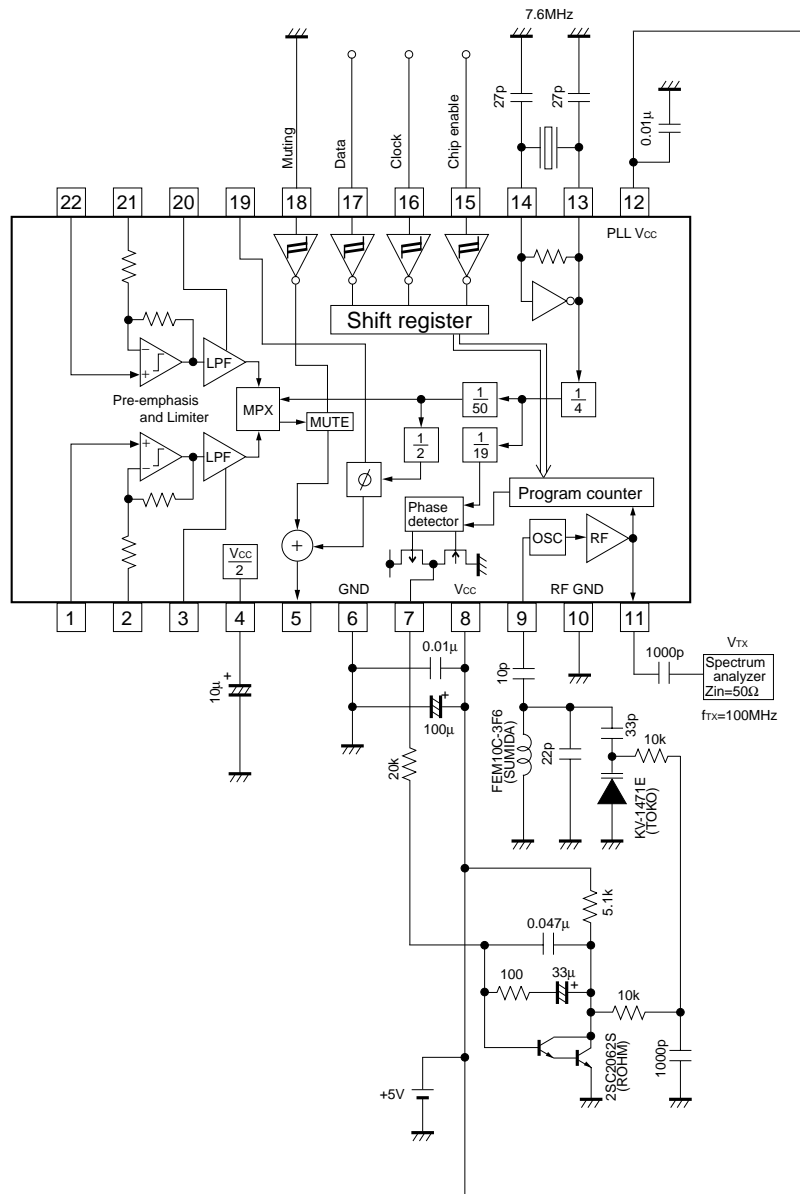 7.6MHz
27p
27p
0.01μ
Muting
Data
Clock
Chip enable
22
21
20
19
18
17
16
15
14
13
12
PLL VCC
Shift register
LPF
Pre-emphasis
and Limiter
MPX
MUTE
1
50
1
4
1
2
1
19
LPF
ϕ
Phase
detector
Program counter
VCC
2
+
OSC
RF
GND
VCC
RF GND
1
2
3
4
5
6
7
8
9
10
11
10μ
+
0.01μ
+
100μ
10p
1000p
VTX
Spectrum
analyzer
Zin=50Ω
fTX=100MHz
FEM10C-3F6
(SUMIDA)
22p
33p
10k
KV-1471E
(TOKO)
20k
5.1k
0.047μ
100
33μ
+
10k
2SC2062S
(ROHM)
1000p
+5V